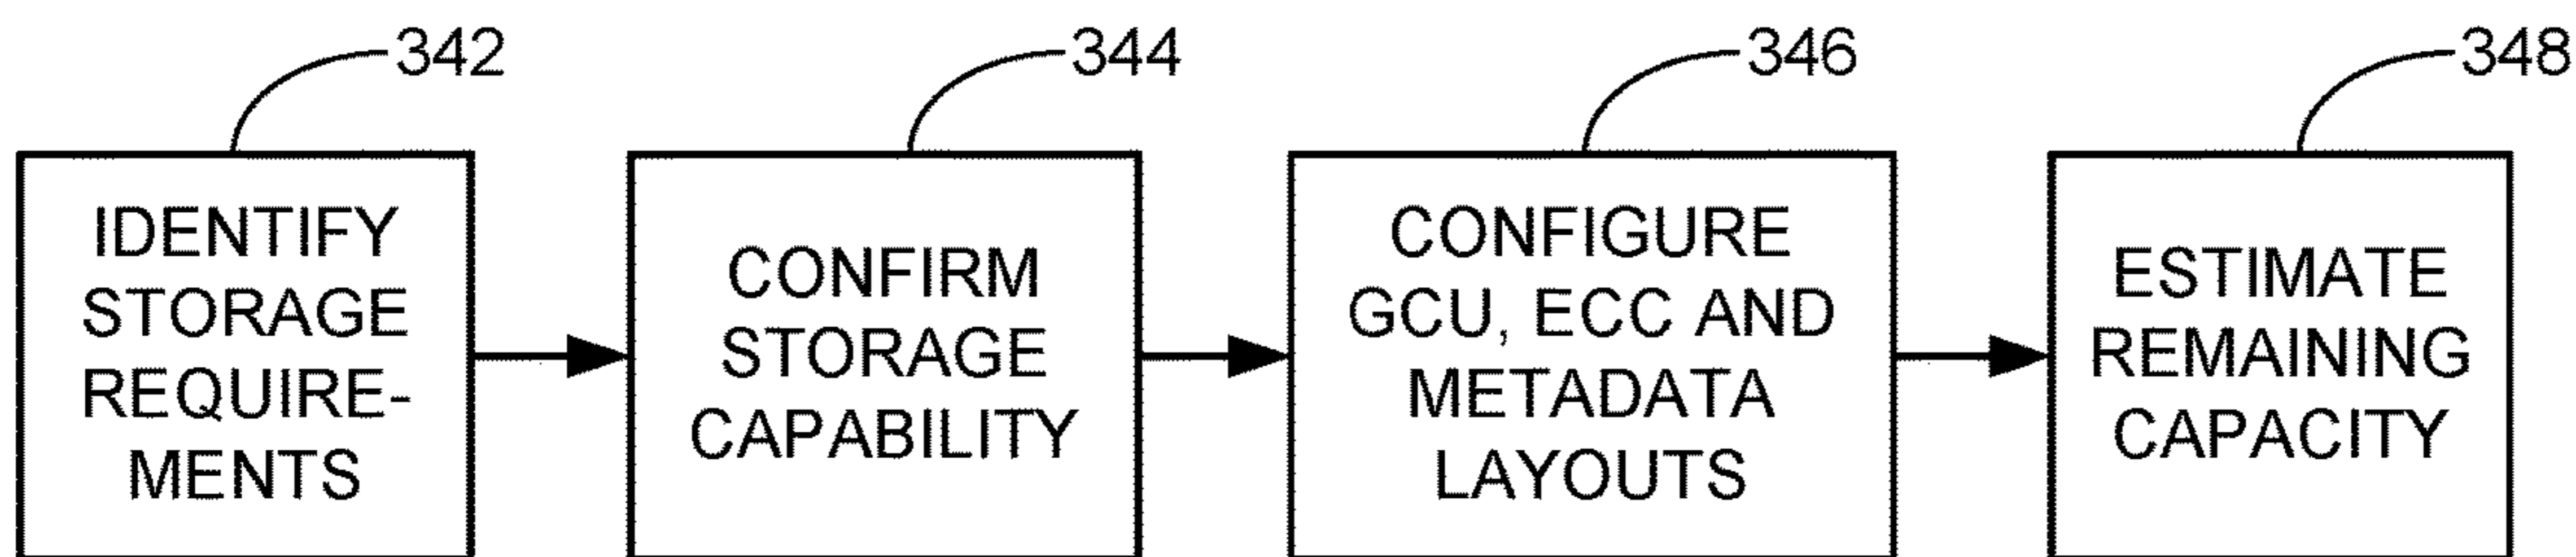 342
344
346
348
IDENTIFY
STORAGE
REQUIRE-
MENTS
CONFIRM
STORAGE
CAPABILITY
CONFIGURE
GCU, ECC AND
METADATA
LAYOUTS
ESTIMATE
REMAINING
CAPACITY